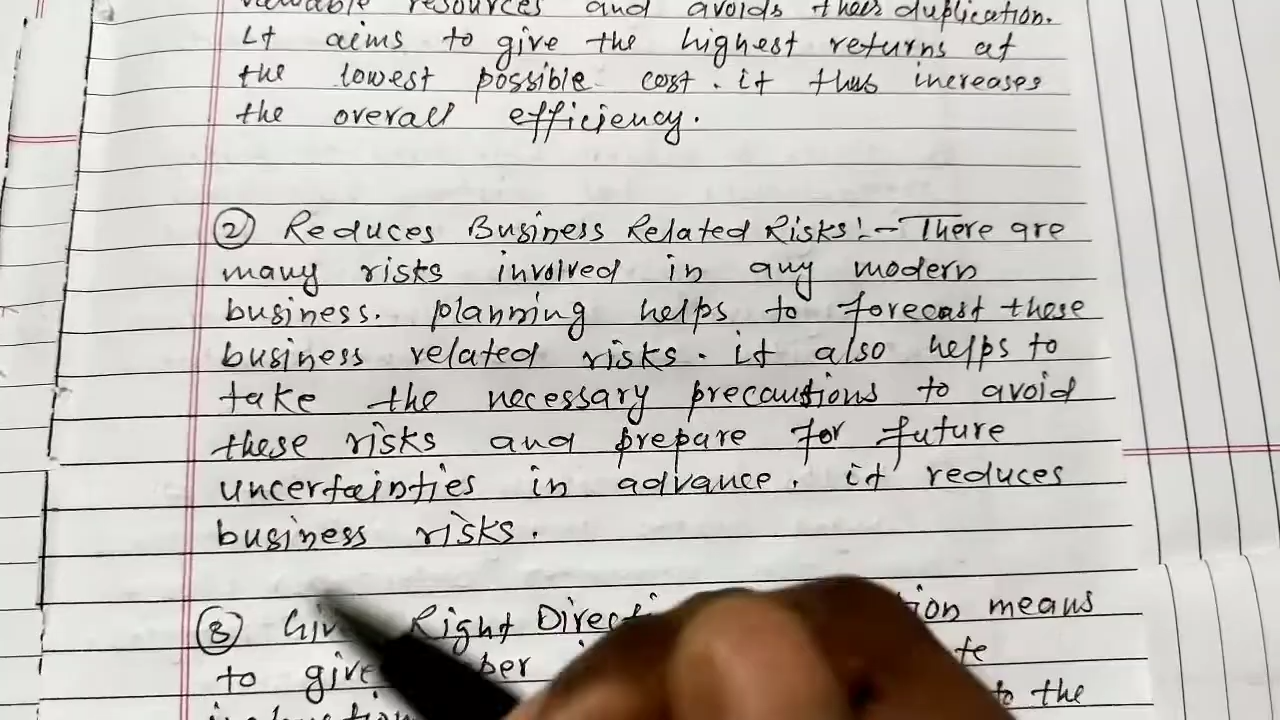 resources and avoids their duplication.
It aims to give the highest returns at
the lowest possible cost. it thus increases
the overall efficiency.
② Reduces Business Related Risks:- There are
many risks involved in any modern
business. planning helps to forecast these
business related risks. it also helps to
take the necessary precautions to avoid
these risks and prepare for future
uncertainties in advance. it reduces
business risks.
③ Right means
to give
to the